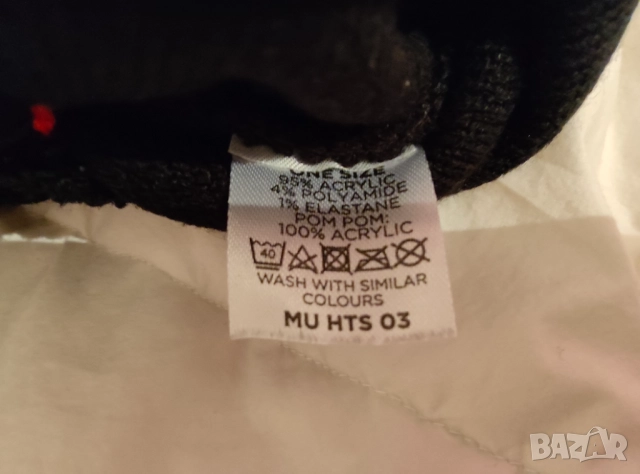 ONE SIZE
95% ACRYLIC
4% POLYAMIDE
1% ELASTANE
POM POM:
100% ACRYLIC
40
WASH WITH SIMILAR
COLOURS
MU HTS 03
BAZAR